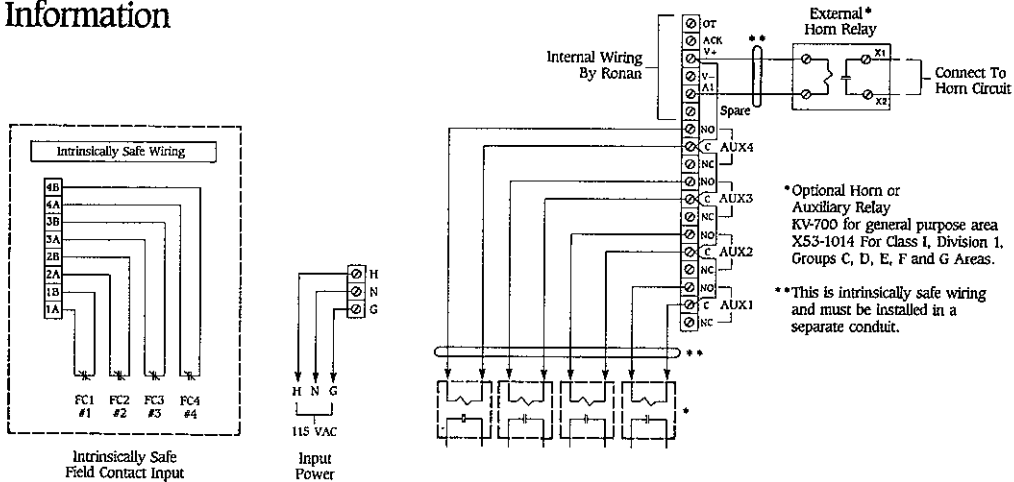 Information
Intrinsically Safe Wiring
4B
4A
3B
3A
2B
2A
1B
1A
FC1
#1
FC2
#2
FC3
#3
FC4
#4
Intrinsically Safe
Field Contact Input
H
N
G
H N G
115 VAC
Input
Power
Internal Wiring
By Ronan
OT
ACK
V+
V-
A1
Spare
NO
C AUX4
NC
NO
C AUX3
NC
NO
C AUX2
NC
NO
C AUX1
NC
**
External*
Horn Relay
X1
X2
Connect To
Horn Circuit
**
*
*Optional Horn or
Auxiliary Relay
KV-700 for general purpose area
X53-1014 For Class I, Division 1,
Groups C, D, E, F and G Areas.
**This is intrinsically safe wiring
and must be installed in a
separate conduit.